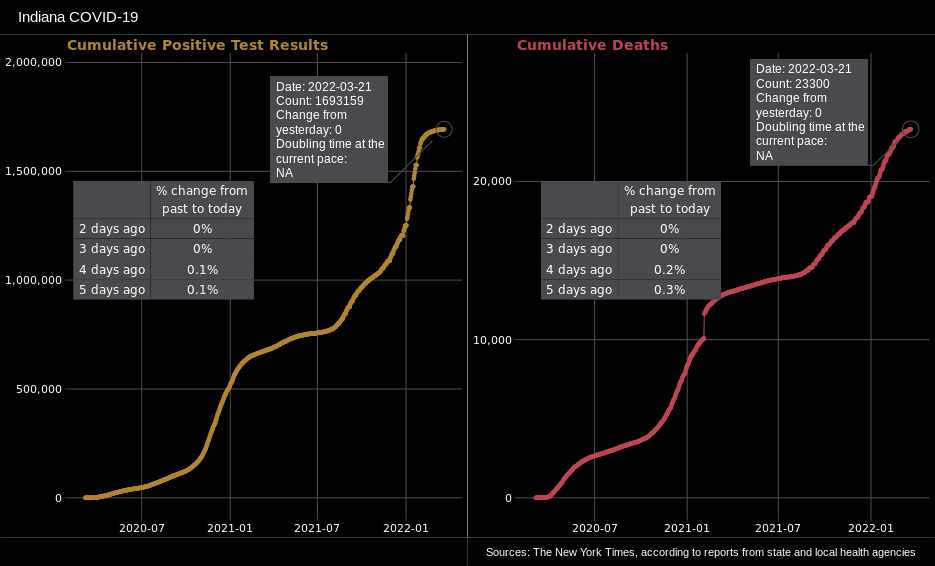 Indiana COVID-19
Cumulative Positive Test Results
2,000,000
1,500,000
1,000,000
500,000
0
2020-07
2021-01
2021-07
2022-01
Date: 2022-03-21
Count: 1693159
Change from
yesterday: 0
Doubling time at the
current pace:
NA
% change from
past to today
2 days ago 0%
3 days ago 0%
4 days ago 0.1%
5 days ago 0.1%
Cumulative Deaths
20,000
10,000
0
2020-07
2021-01
2021-07
2022-01
Date: 2022-03-21
Count: 23300
Change from
yesterday: 0
Doubling time at the
current pace:
NA
% change from
past to today
2 days ago 0%
3 days ago 0%
4 days ago 0.2%
5 days ago 0.3%
Sources: The New York Times, according to reports from state and local health agencies